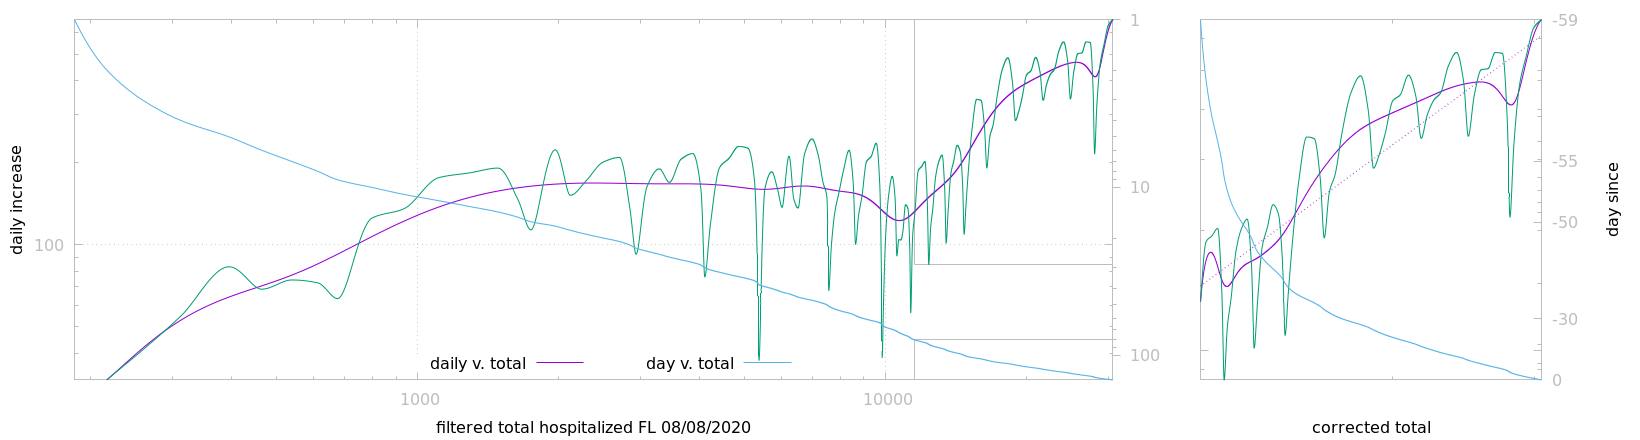 daily increase
100
1000
10000
daily v. total
day v. total
1
10
100
filtered total hospitalized FL 08/08/2020
-59
-55
-50
-30
0
day since
corrected total